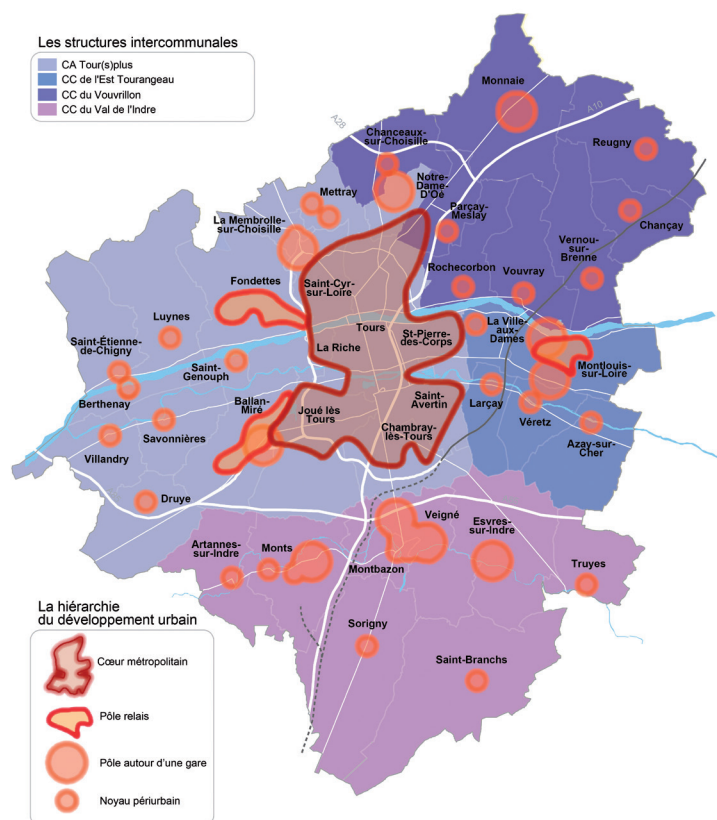 Les structures intercommunales
CA Tour(s)plus
CC de l'Est Tourangeau
CC du Vouvrillon
CC du Val de l'Indre
Monnaie
A28
A10
Chanceaux-
sur-Choisille
Reugny
Mettray
Notre-
Dame-
D'Oé
Parçay-
Meslay
Chançay
La Membrolle-
sur-Choisille
Vernou-
sur-
Brenne
Rochecorbon
Vouvray
Fondettes
Saint-Cyr-
sur-Loire
Luynes
Tours
St-Pierre-
des-Corps
La Ville-
aux-
Dames
Saint-Étienne-
de-Chigny
La Riche
Saint-
Genouph
Montlouis-
sur-Loire
Berthenay
Ballan-
Miré
Saint-
Avertin
Larçay
Joué lès
Tours
Véretz
Savonnières
Chambray-
lès-Tours
Azay-sur-
Cher
Villandry
Druye
Veigné
Esvres-
sur-Indre
Artannes-
sur-Indre
Monts
Montbazon
Truyes
Sorigny
Saint-Branchs
La hiérarchie
du développement urbain
Cœur métropolitain
Pôle relais
Pôle autour d'une gare
Noyau périurbain